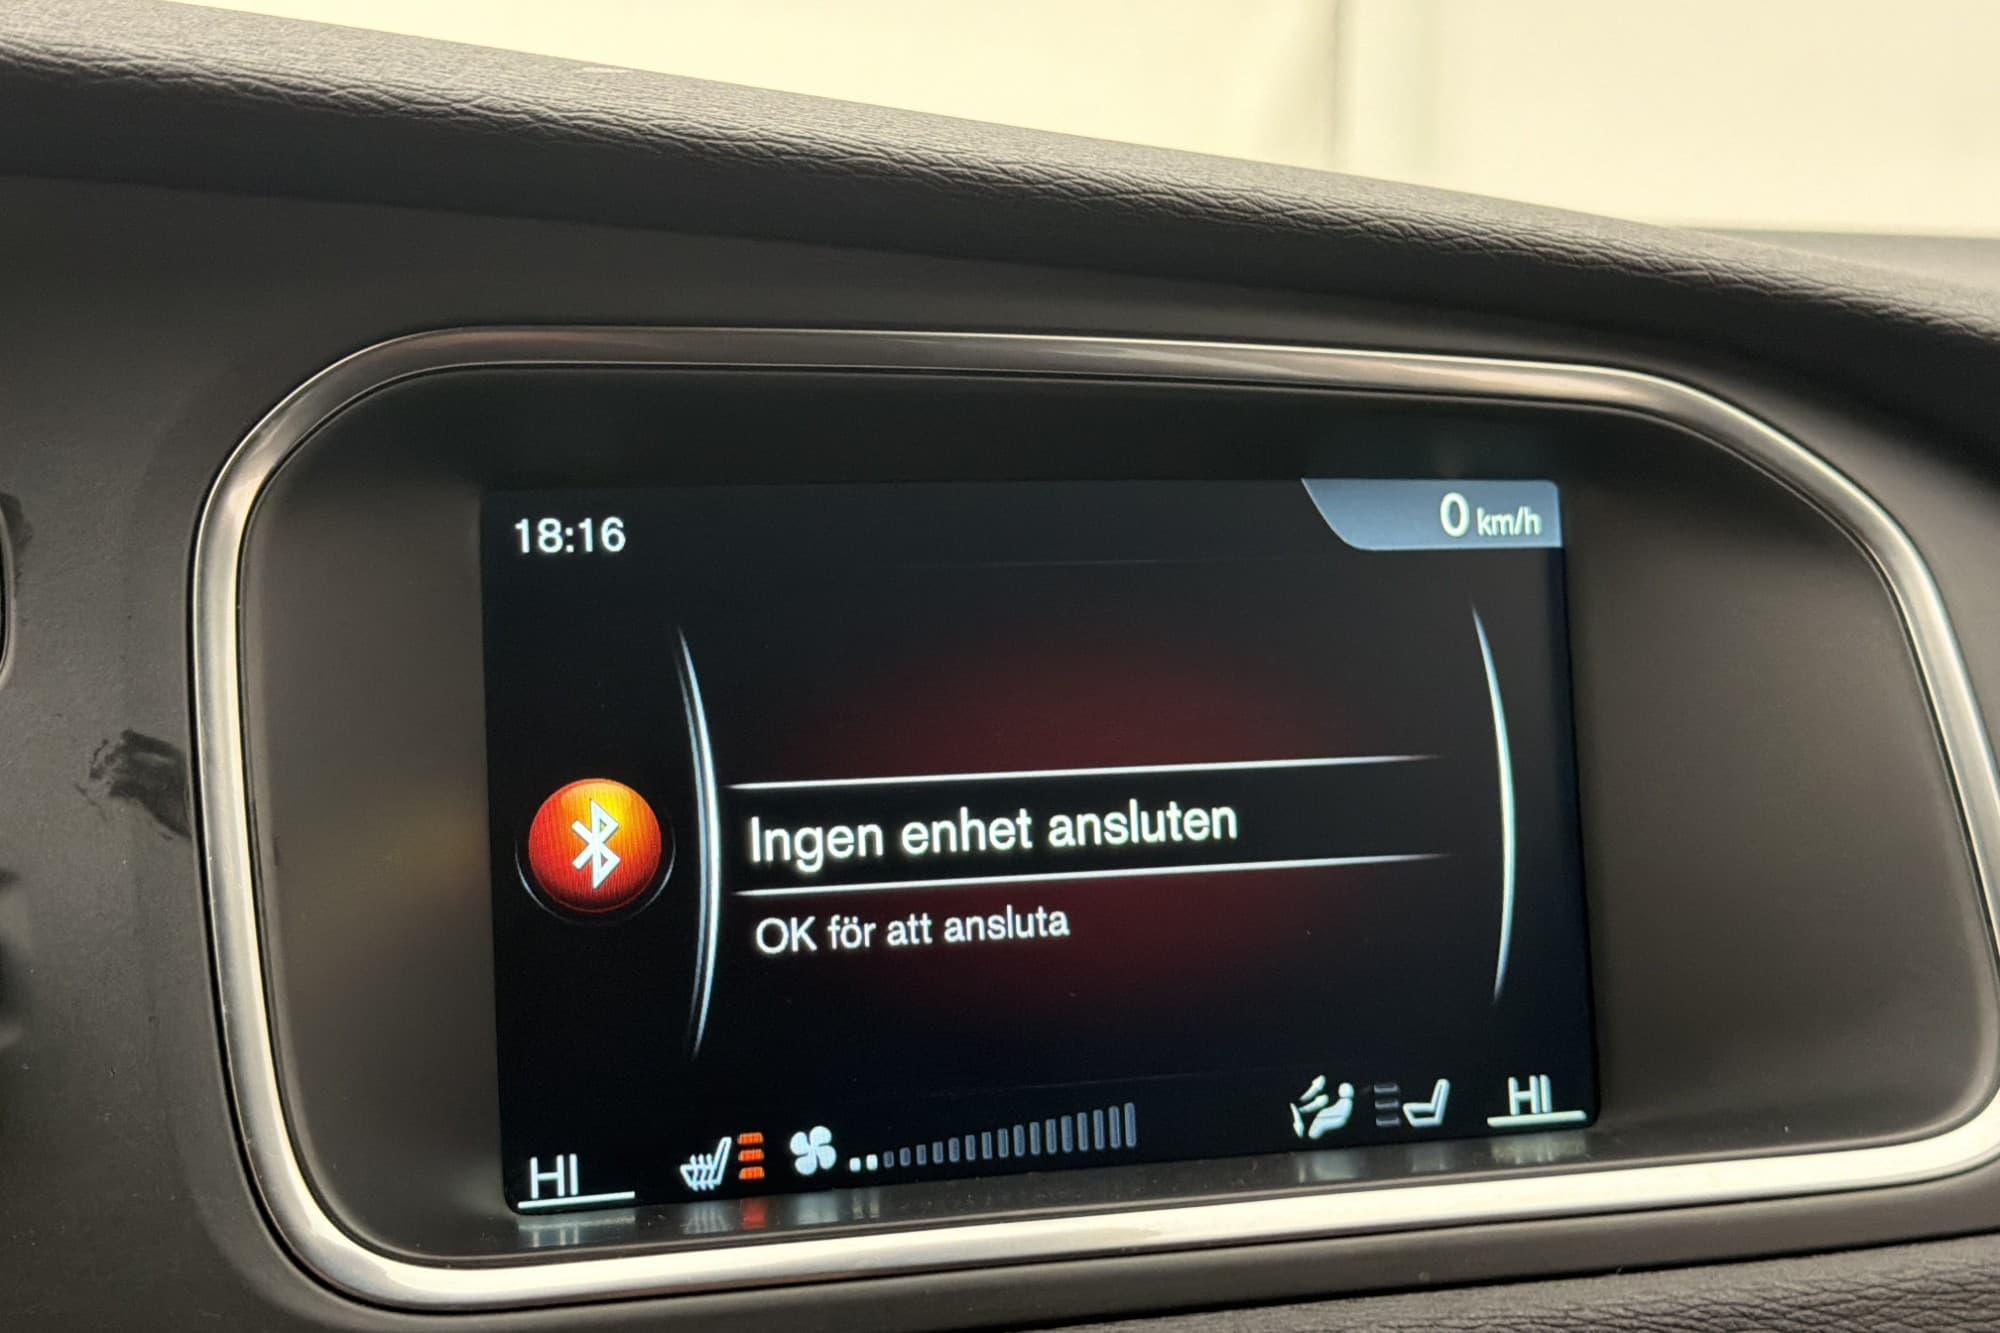 18:16
0 km/h
Ingen enhet ansluten
OK för att ansluta
HI
HI